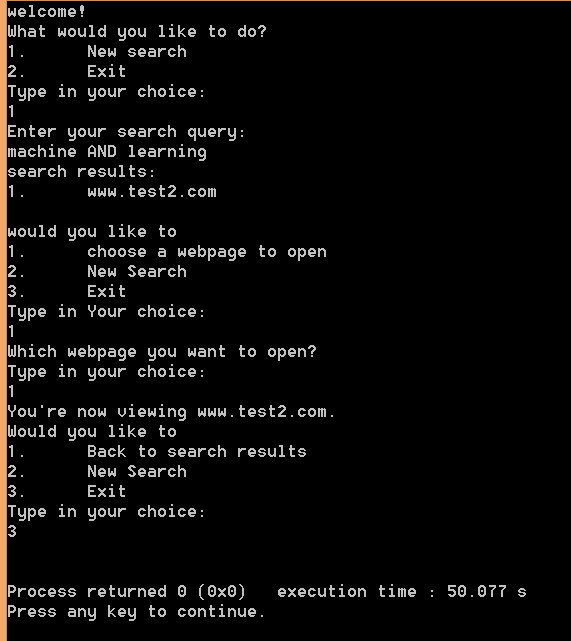 welcome!
What would you like to do?
1.      New search
2.      Exit
Type in your choice:
1
Enter your search query:
machine AND learning
search results:
1.      www.test2.com
would you like to
1.      choose a webpage to open
2.      New Search
3.      Exit
Type in Your choice:
1
Which webpage you want to open?
Type in your choice:
1
You're now viewing www.test2.com.
Would you like to
1.      Back to search results
2.      New Search
3.      Exit
Type in your choice:
3
Process returned 0 (0x0)   execution time : 50.077 s
Press any key to continue.